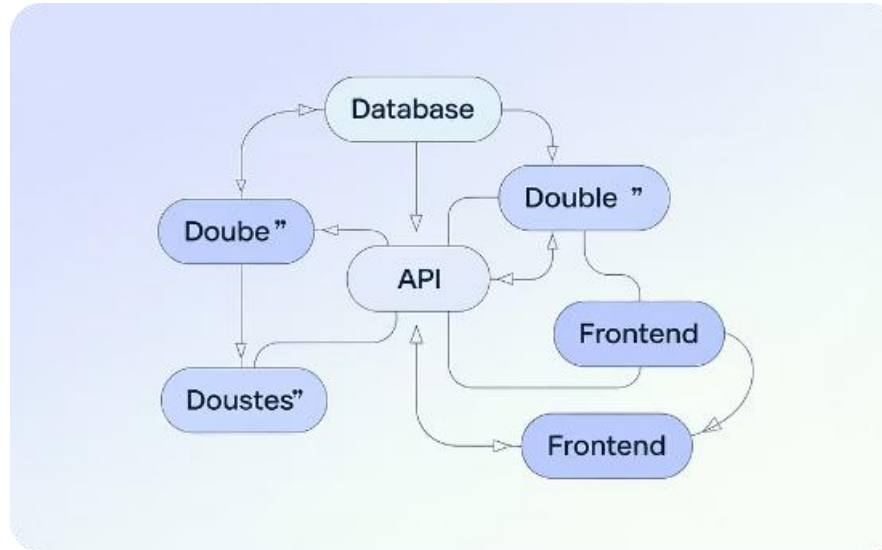 Database
Double ”
Doube”
API
Frontend
Doustes”
Frontend